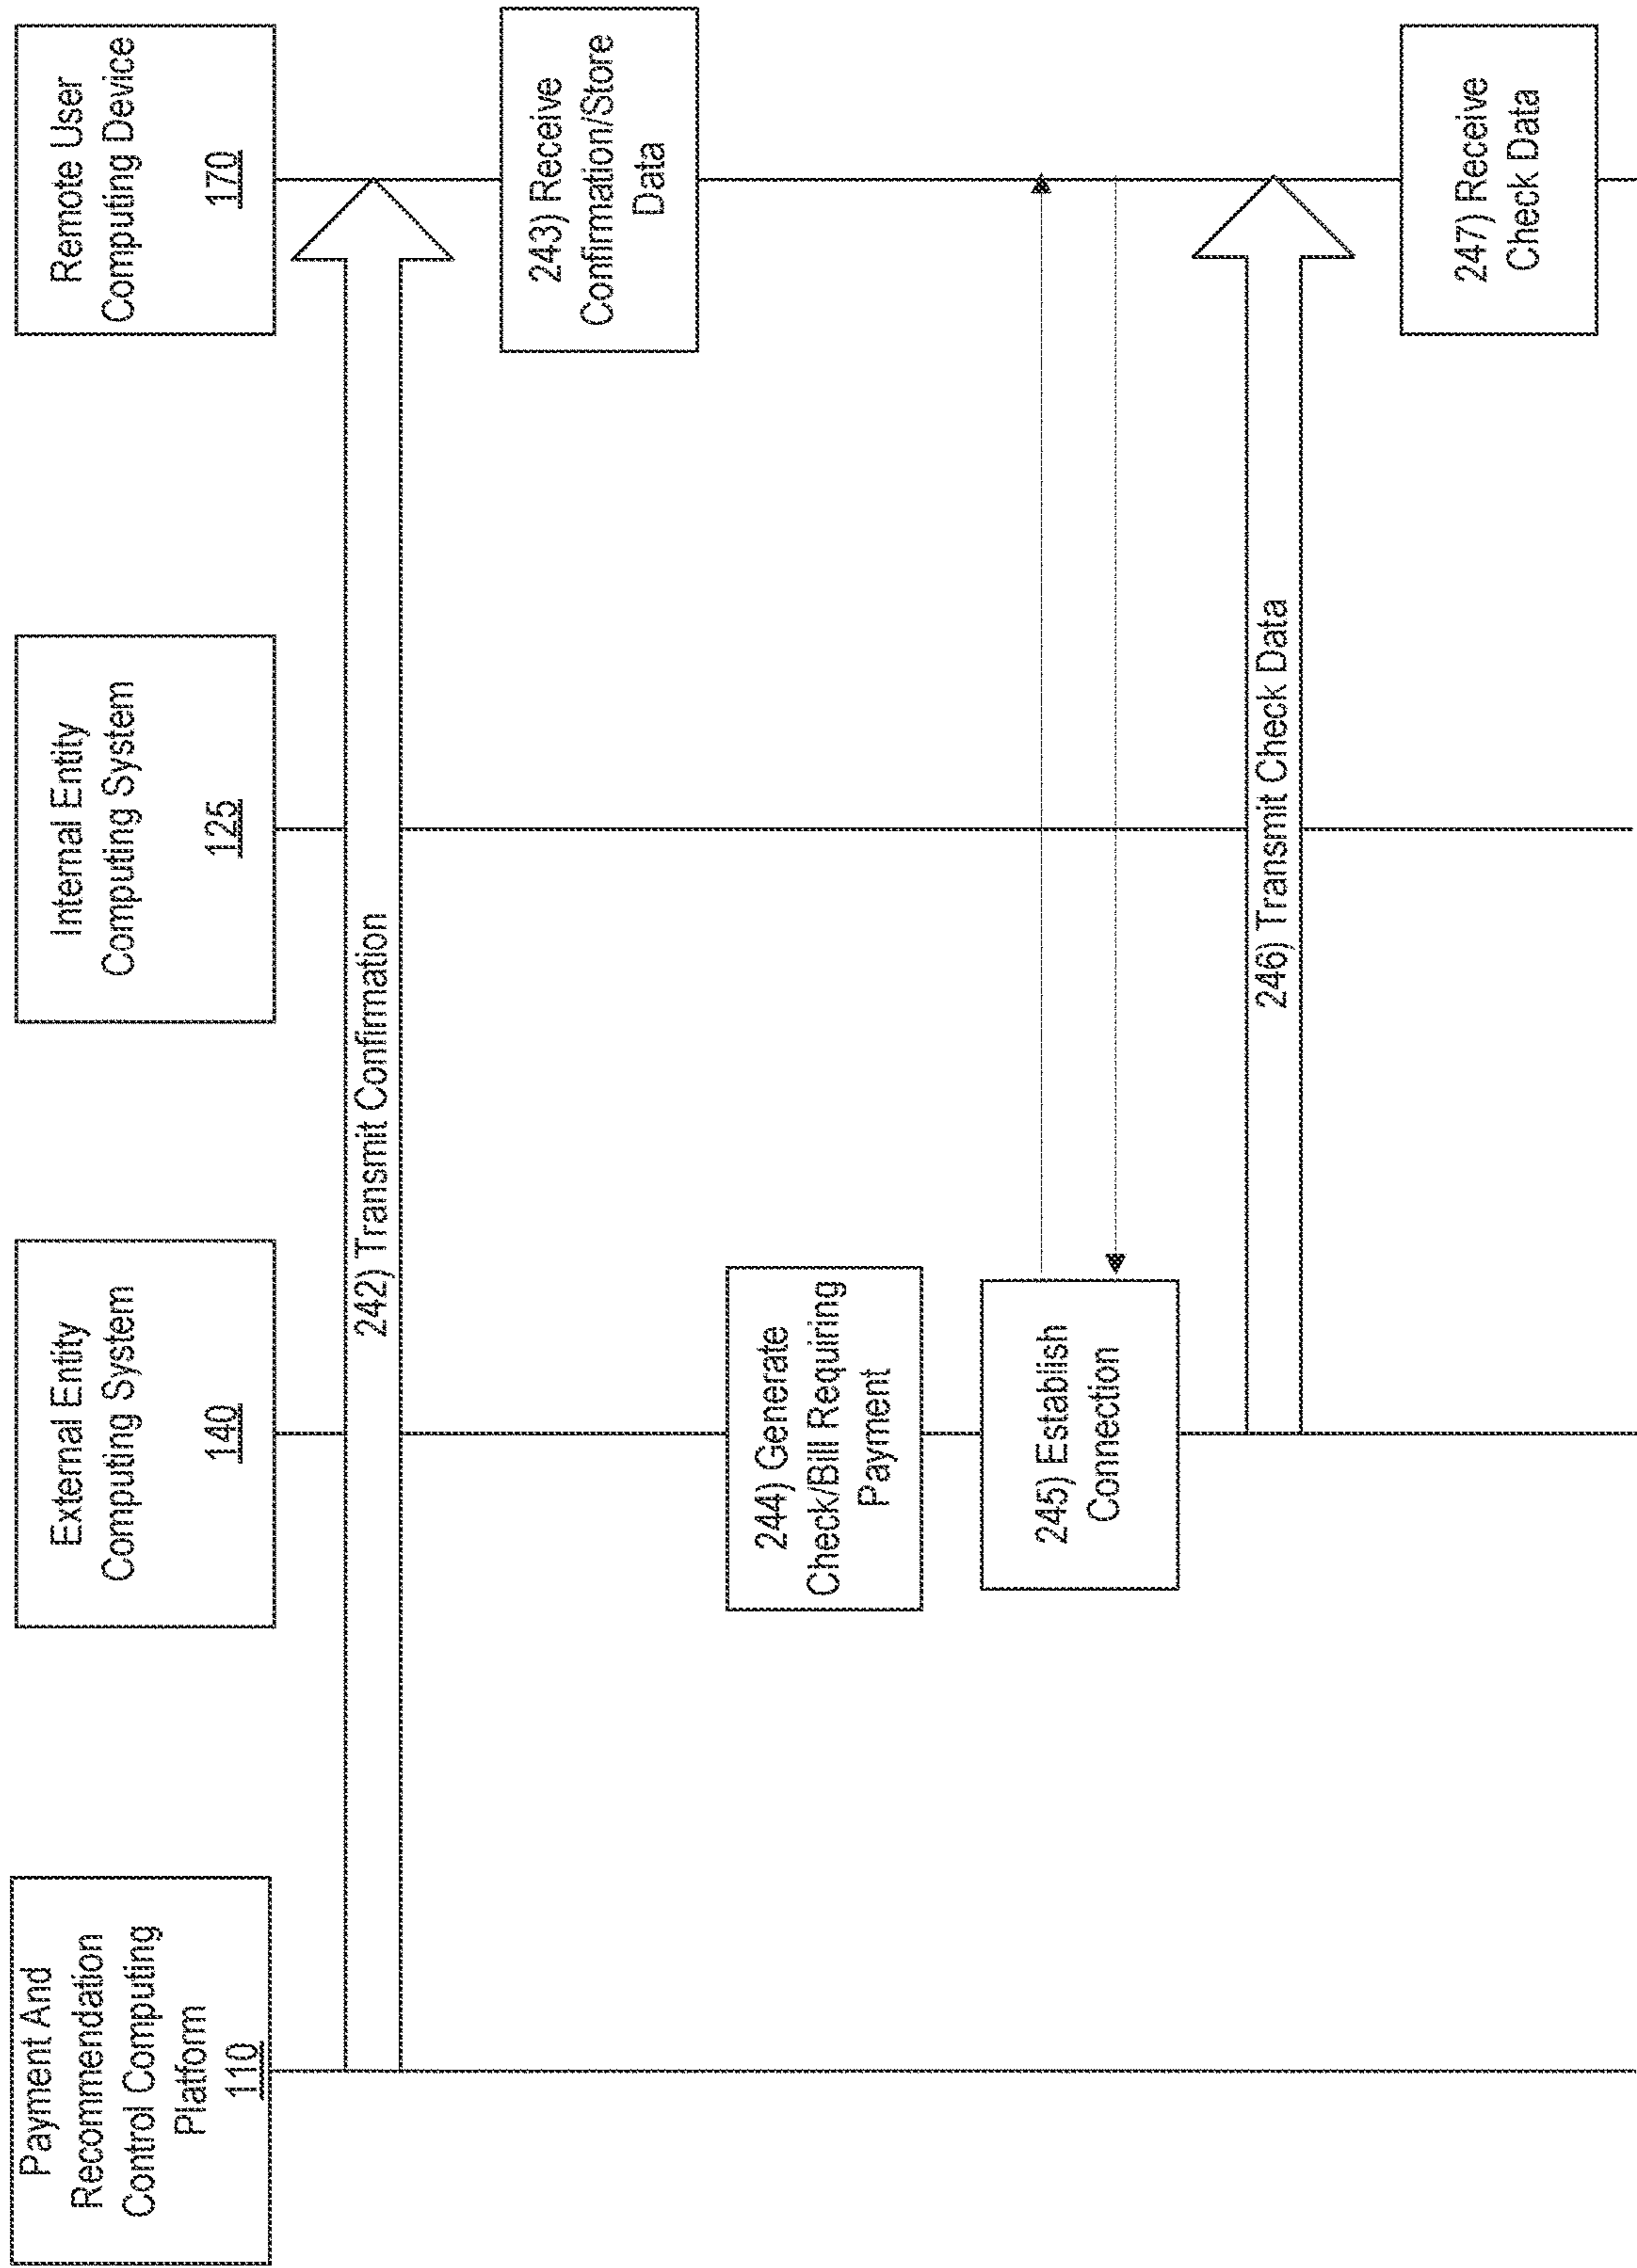 Payment And
Recommendation
Control Computing
Platform
110
External Entity
Computing System
140
Internal Entity
Computing System
125
Remote User
Computing Device
170
242) Transmit Confirmation
243) Receive
Confirmation/Store
Data
244) Generate
Check/Bill Requiring
Payment
245) Establish
Connection
246) Transmit Check Data
247) Receive
Check Data